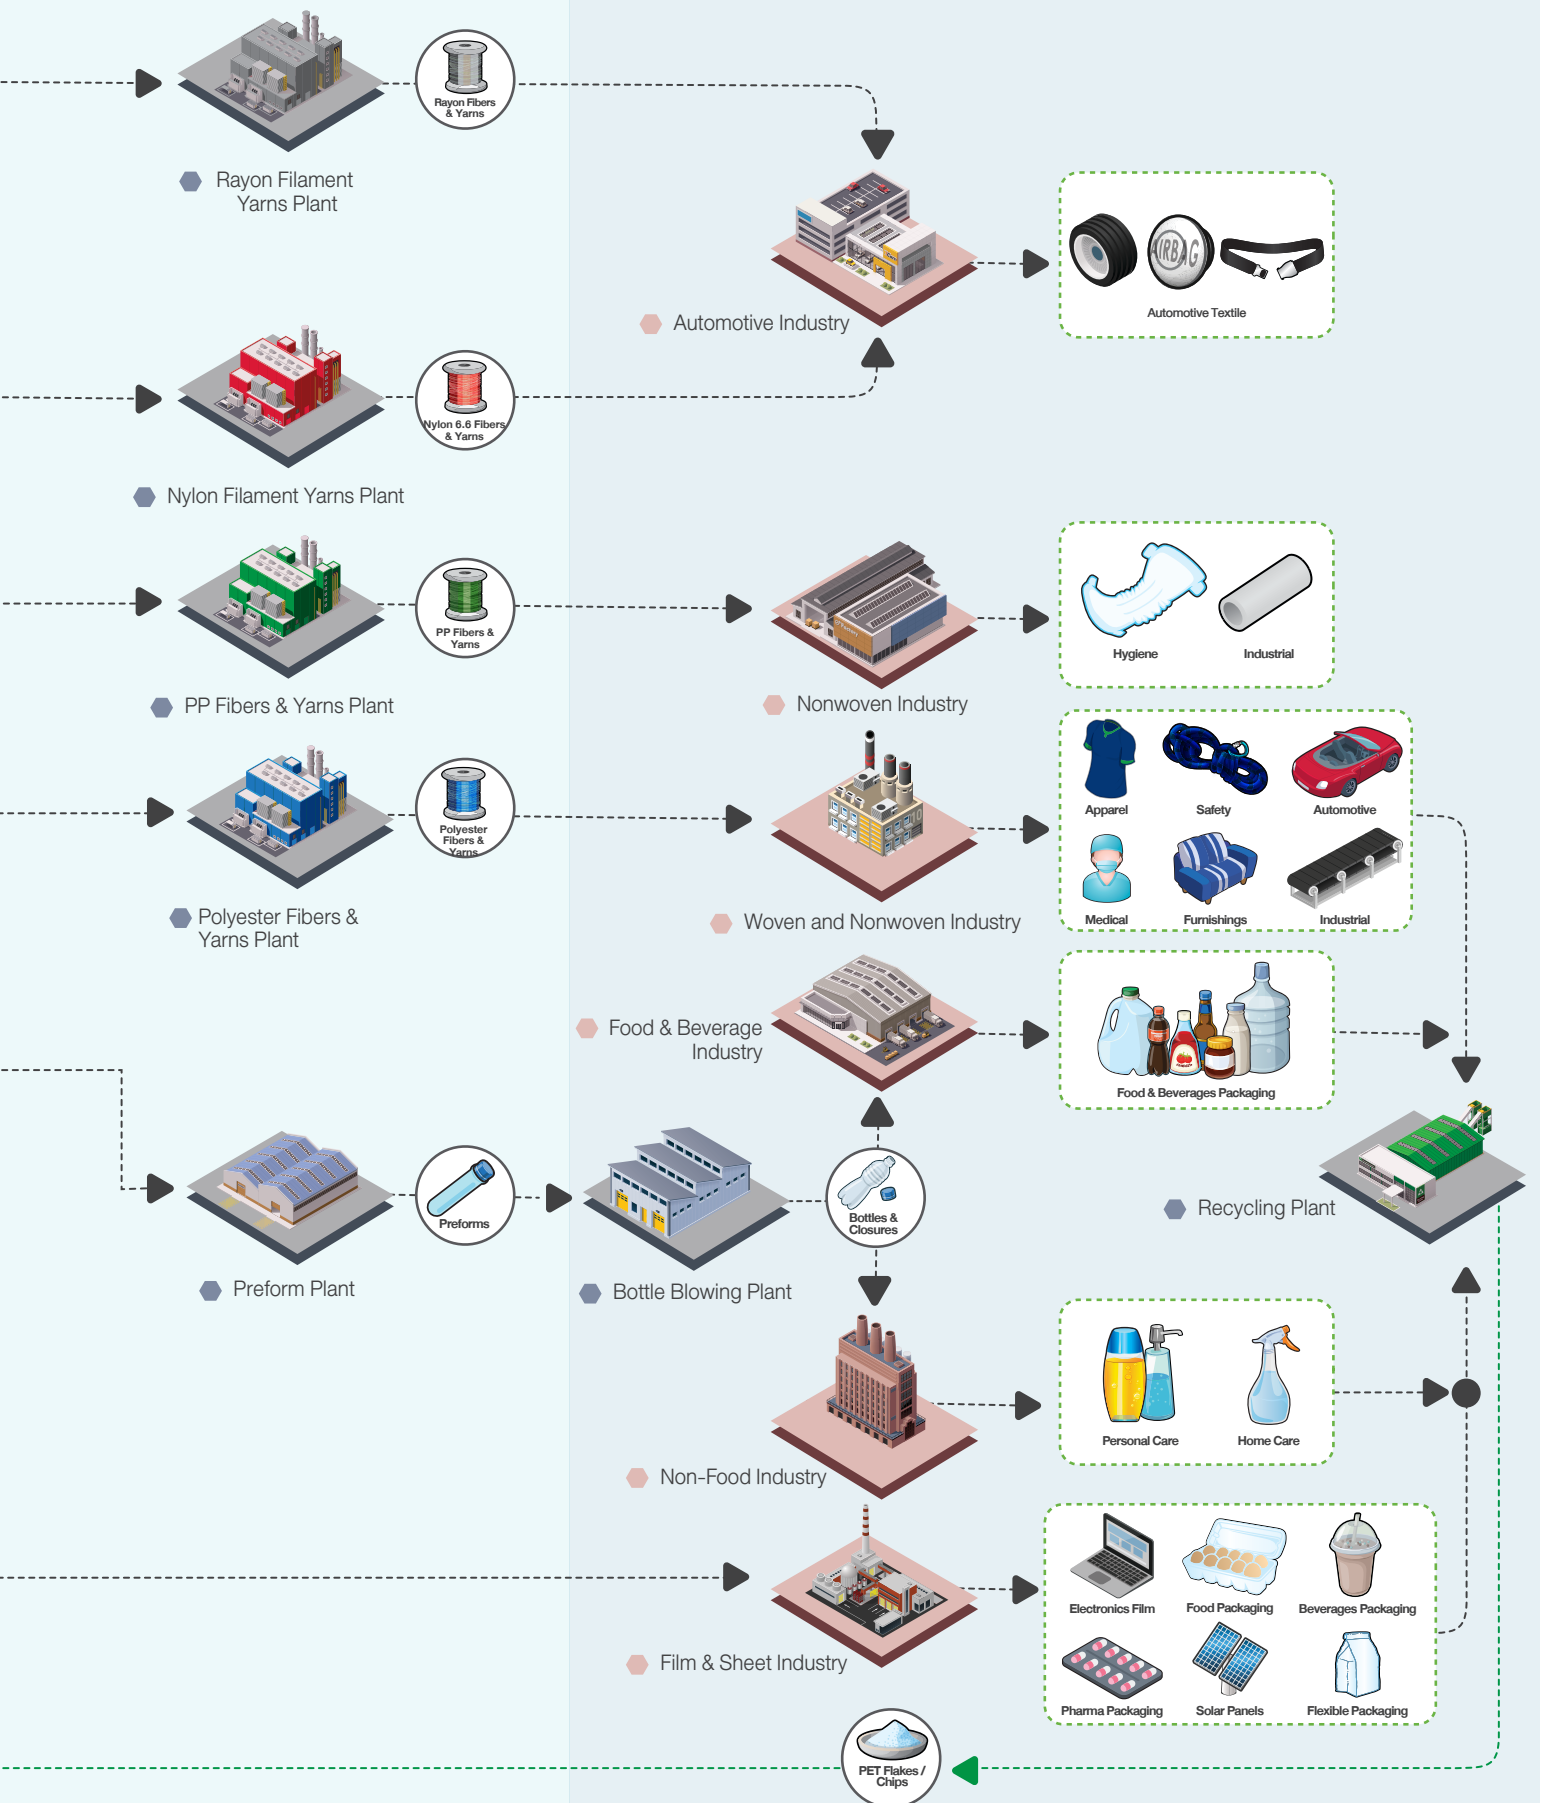 Rayon Fibers
& Yarns
Rayon Filament
Yarns Plant
AIRBAG
Automotive Textile
Automotive Industry
Nylon 6.6 Fibers
& Yarns
Nylon Filament Yarns Plant
PP Fibers &
Yarns
PP Fibers & Yarns Plant
Factory
Nonwoven Industry
Hygiene
Industrial
Polyester
Fibers &
Yarns
Polyester Fibers &
Yarns Plant
10
Woven and Nonwoven Industry
Apparel
Safety
Automotive
Medical
Furnishings
Industrial
Food & Beverage
Industry
Food & Beverages Packaging
Preforms
Preform Plant
Bottle Blowing Plant
Bottles &
Closures
Recycling Plant
Non-Food Industry
Personal Care
Home Care
Film & Sheet Industry
Electronics Film
Food Packaging
Beverages Packaging
Pharma Packaging
Solar Panels
Flexible Packaging
PET Flakes /
Chips